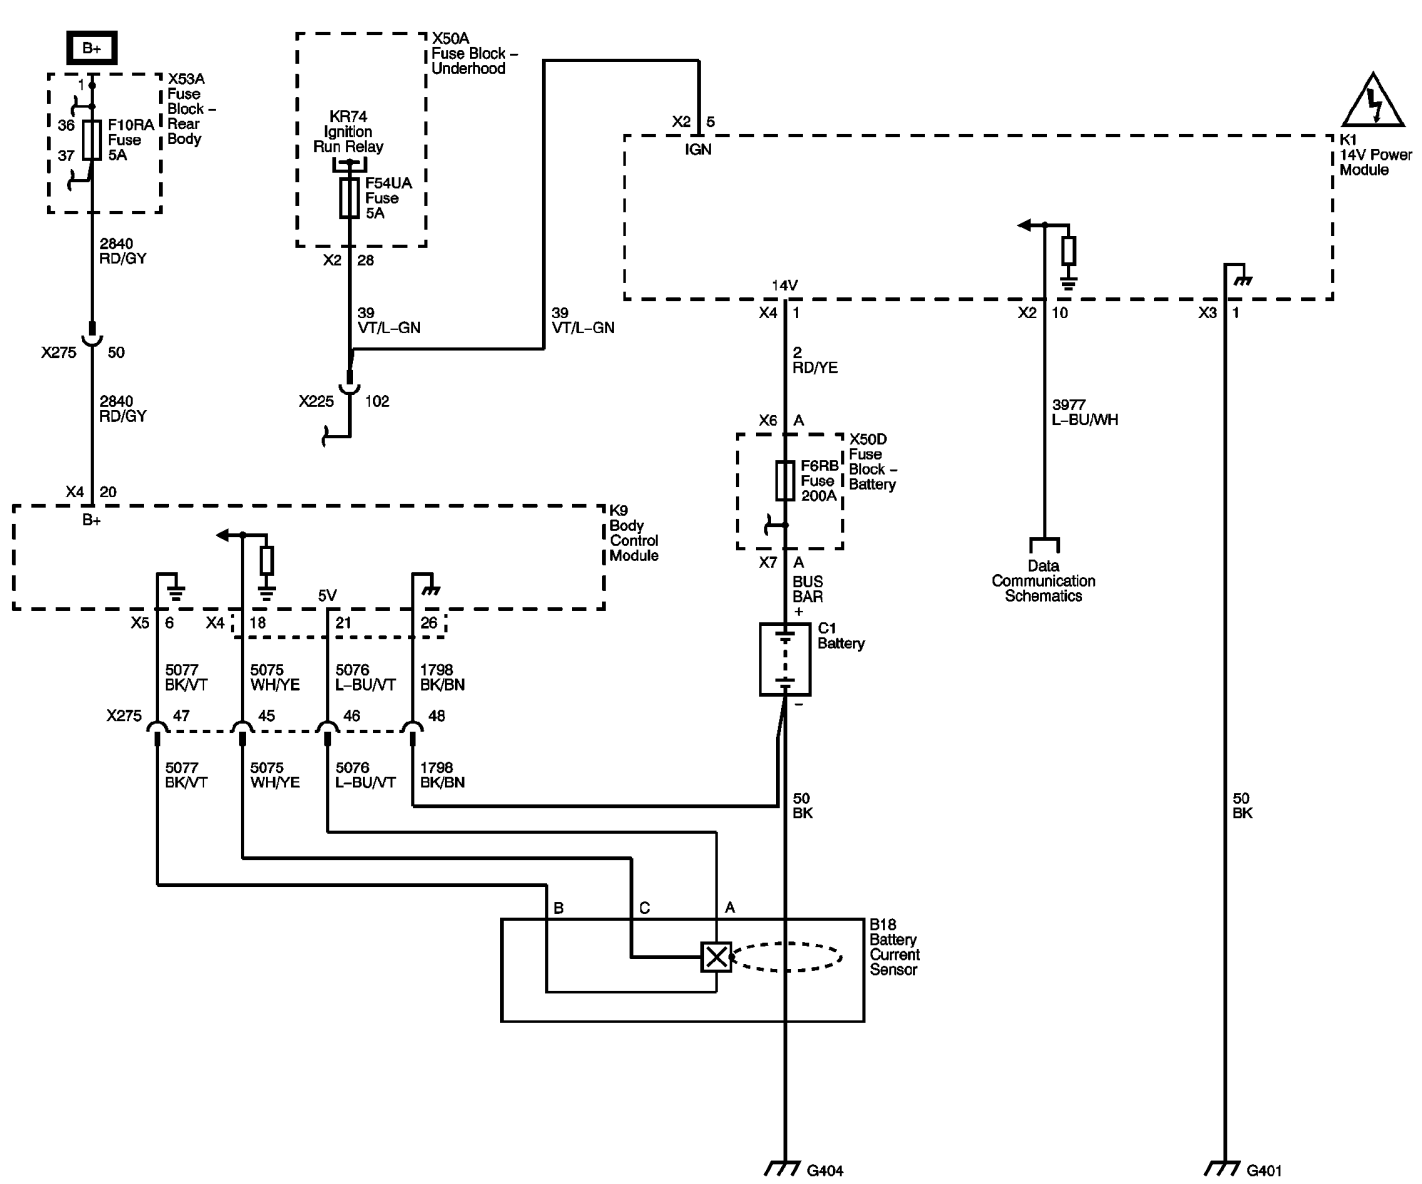 B+
X53A
Fuse
Block –
Rear
Body
1
36
37
F10RA
Fuse
5A
2840
RD/GY
X275 50
2840
RD/GY
X50A
Fuse Block –
Underhood
KR74
Ignition
Run Relay
F54UA
Fuse
5A
X2 28
39
VT/L–GN
39
VT/L–GN
X225 102
X2 5
IGN
K1
14V Power
Module
14V
X4 1
X2 10
X3 1
2
RD/YE
3977
L–BU/WH
X6 A
X50D
Fuse
Block –
Battery
F6RB
Fuse
200A
X7 A
BUS
BAR
+
C1
Battery
–
Data
Communication
Schematics
X4 20
B+
K9
Body
Control
Module
5V
X5 6 X4 18 21 26
5077
BK/VT
5075
WH/YE
5076
L–BU/VT
1798
BK/BN
X275 47 45 46 48
5077
BK/VT
5075
WH/YE
5076
L–BU/VT
1798
BK/BN
50
BK
50
BK
B C A
B18
Battery
Current
Sensor
G404
G401